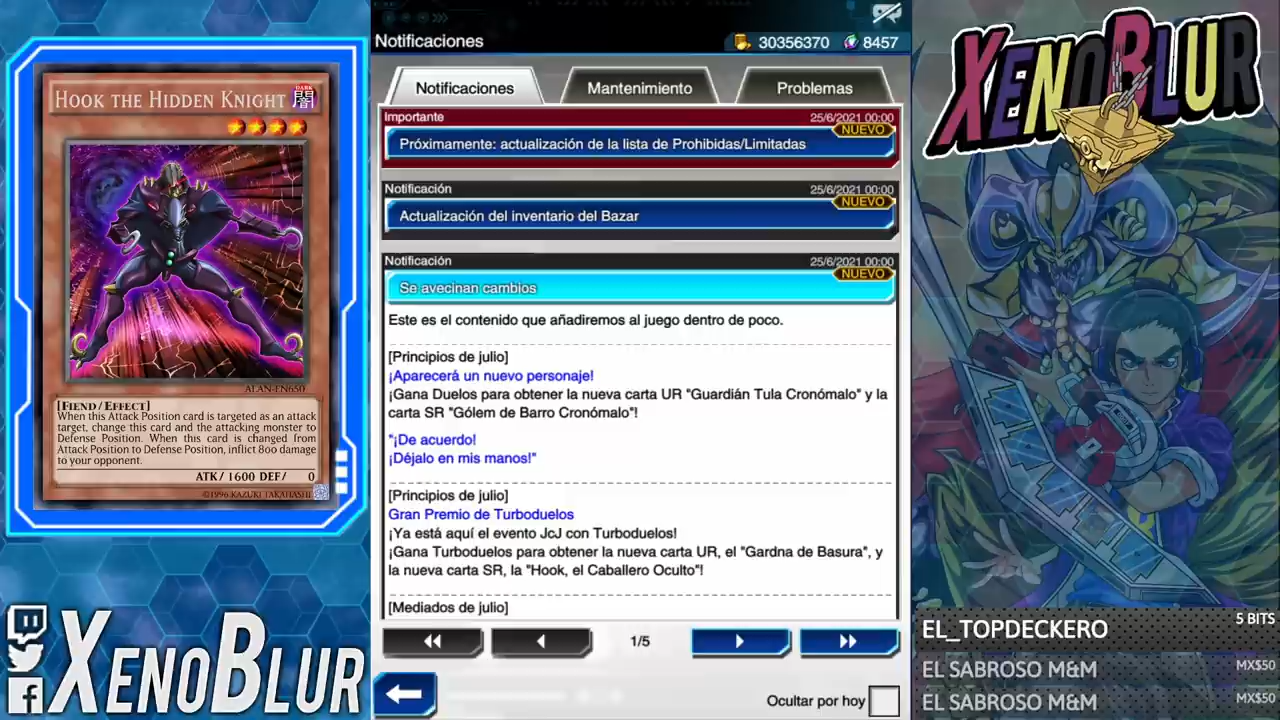 HOOK THE HIDDEN KNIGHT
DARK
闇
ALAN-EN650
[FIEND/EFFECT]
When this Attack Position card is targeted as an attack
target, change this card and the attacking monster to
Defense Position. When this card is changed from
Attack Position to Defense Position, inflict 800 damage
to your opponent.
ATK/ 1600 DEF/ 0
©1996 KAZUKI TAKAHASHI
XENOBLUR
Notificaciones
30356370
8457
Notificaciones
Mantenimiento
Problemas
Importante
25/6/2021 00:00
NUEVO
Próximamente: actualización de la lista de Prohibidas/Limitadas
Notificación
25/6/2021 00:00
NUEVO
Actualización del inventario del Bazar
Notificación
25/6/2021 00:00
NUEVO
Se avecinan cambios
Este es el contenido que añadiremos al juego dentro de poco.
[Principios de julio]
¡Aparecerá un nuevo personaje!
¡Gana Duelos para obtener la nueva carta UR "Guardián Tula Cronómalo" y la
carta SR "Gólem de Barro Cronómalo"!
"¡De acuerdo!
¡Déjalo en mis manos!"
[Principios de julio]
Gran Premio de Turboduelos
¡Ya está aquí el evento JcJ con Turboduelos!
¡Gana Turboduelos para obtener la nueva carta UR, el "Gardna de Basura", y
la nueva carta SR, la "Hook, el Caballero Oculto"!
[Mediados de julio]
1/5
Ocultar por hoy
XENOBLUR
EL_TOPDECKERO
5 BITS
EL SABROSO M&M
MX$50
EL SABROSO M&M
MX$50